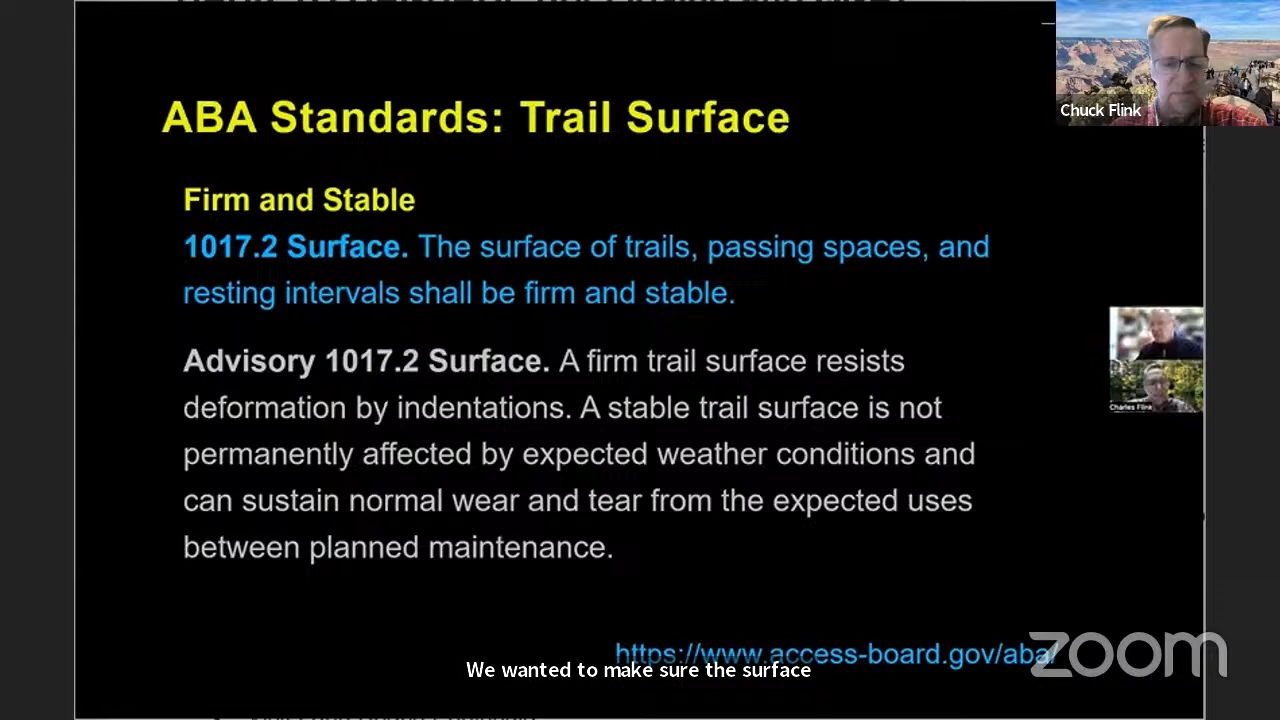 Chuck Flink
ABA Standards: Trail Surface
Firm and Stable
1017.2 Surface. The surface of trails, passing spaces, and
resting intervals shall be firm and stable.
Advisory 1017.2 Surface. A firm trail surface resists
deformation by indentations. A stable trail surface is not
permanently affected by expected weather conditions and
can sustain normal wear and tear from the expected uses
between planned maintenance.
Charles Flink
https://www.access-board.gov/aba/
zoom
We wanted to make sure the surface